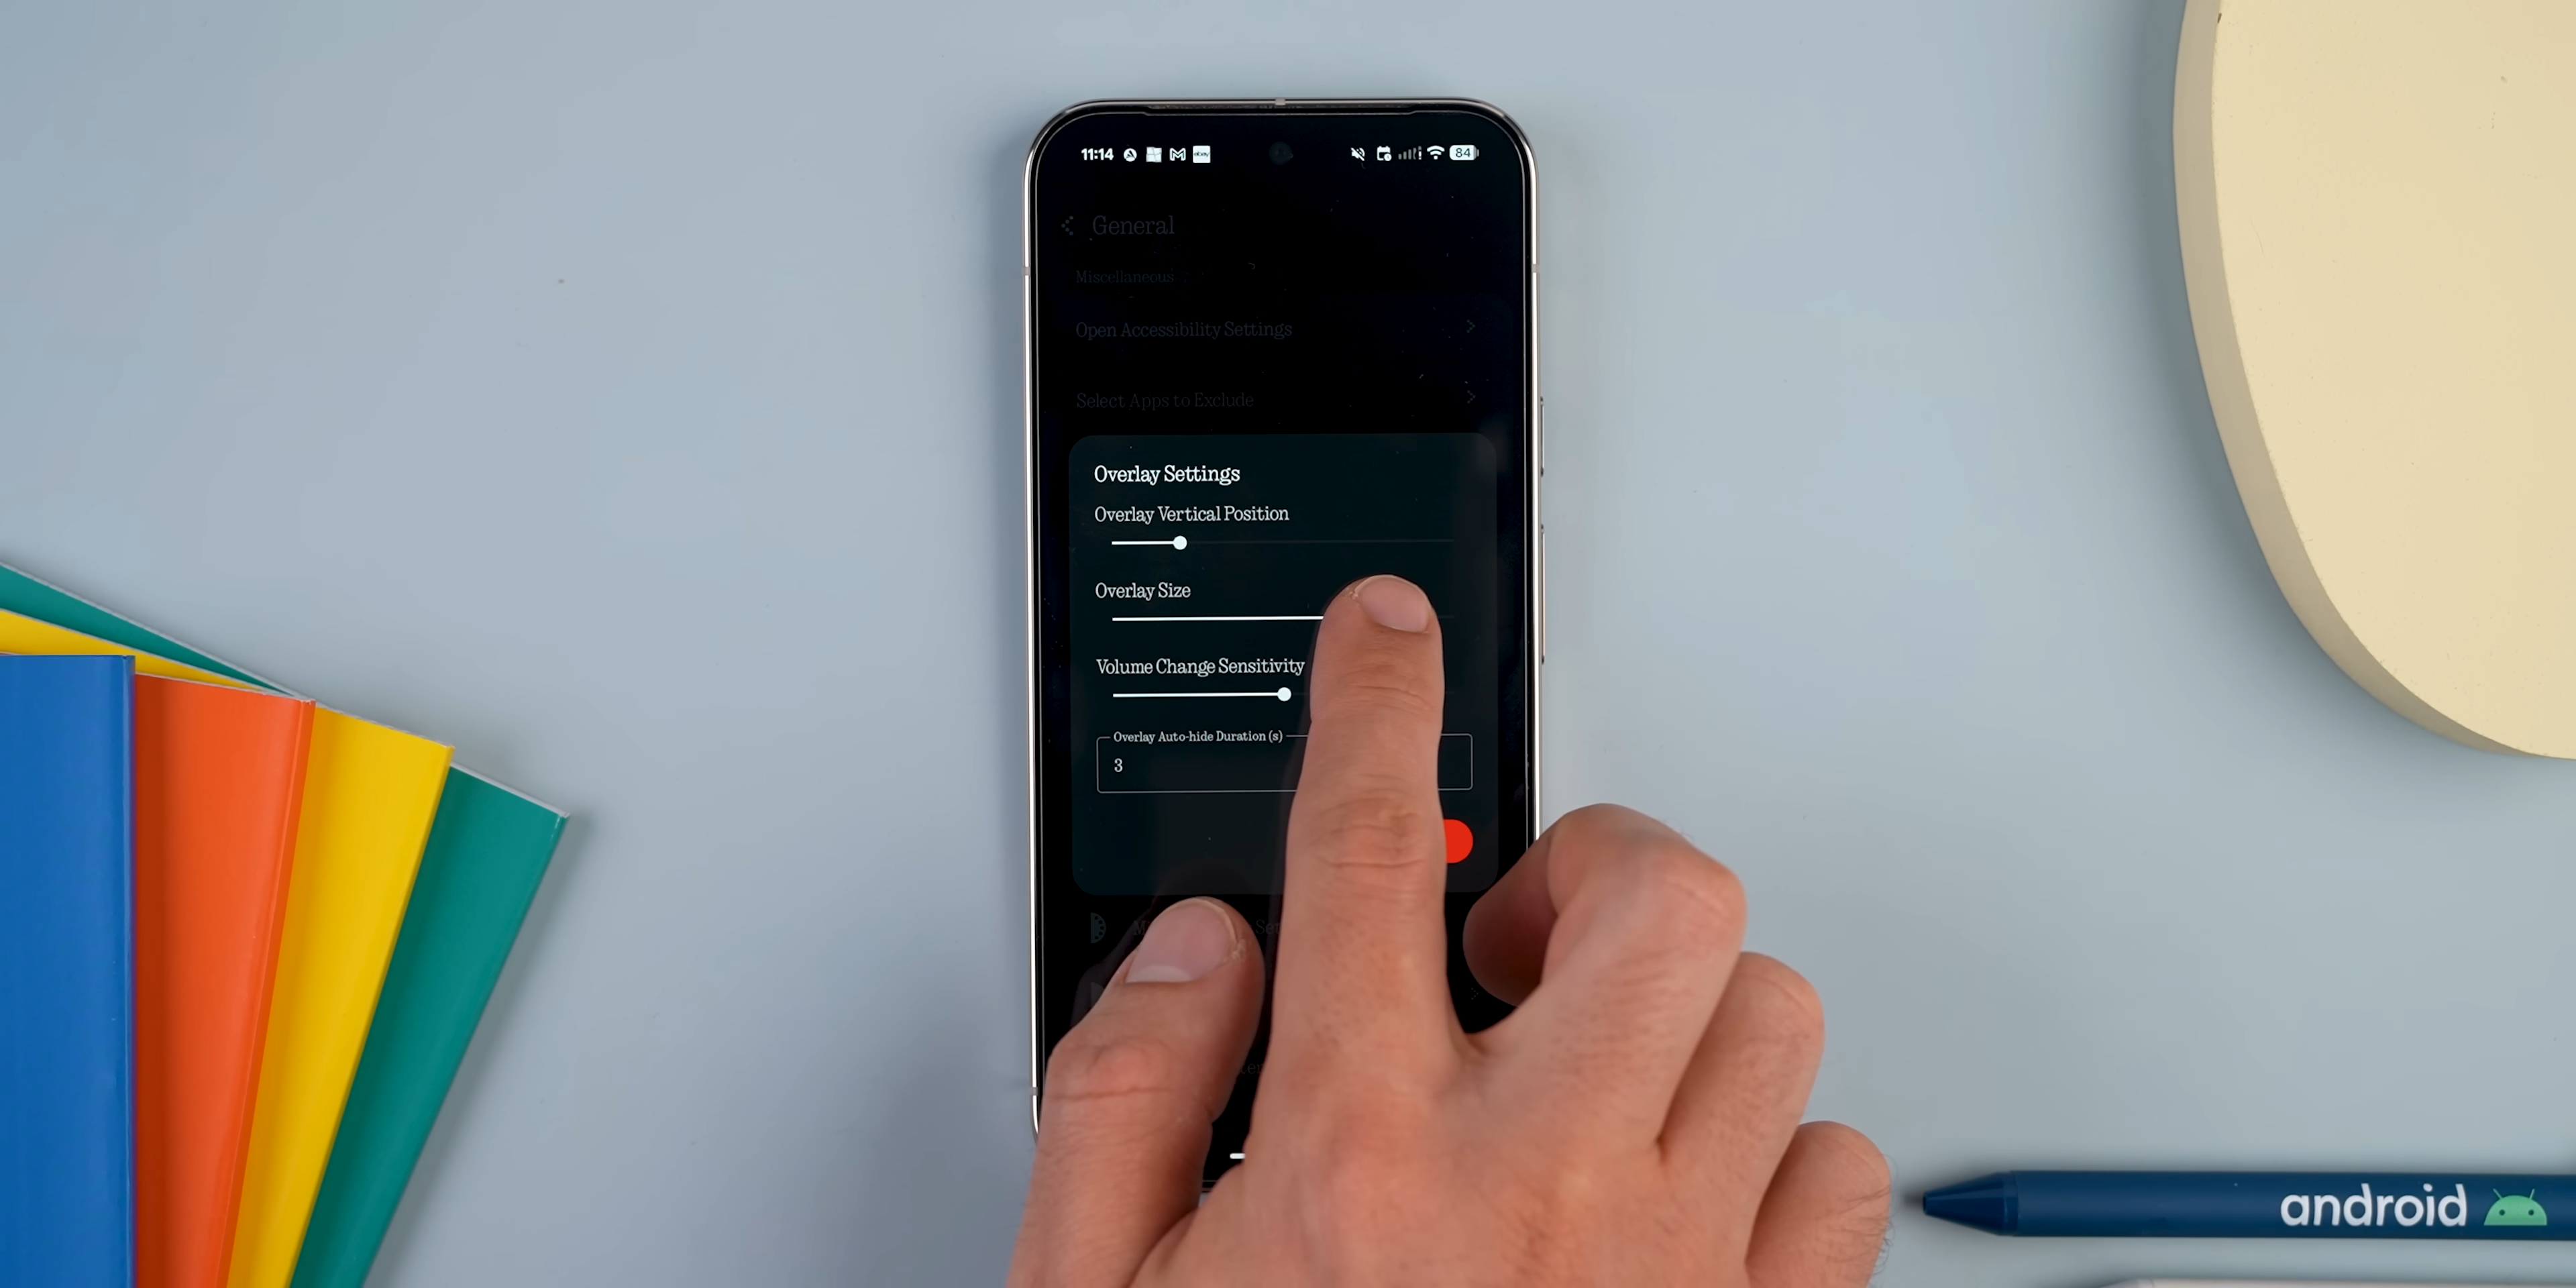 11:14
84
General
Miscellaneous
Open Accessibility Settings
Select Apps to Exclude
Overlay Settings
Overlay Vertical Position
Overlay Size
Volume Change Sensitivity
Overlay Auto-hide Duration (s)
3
android